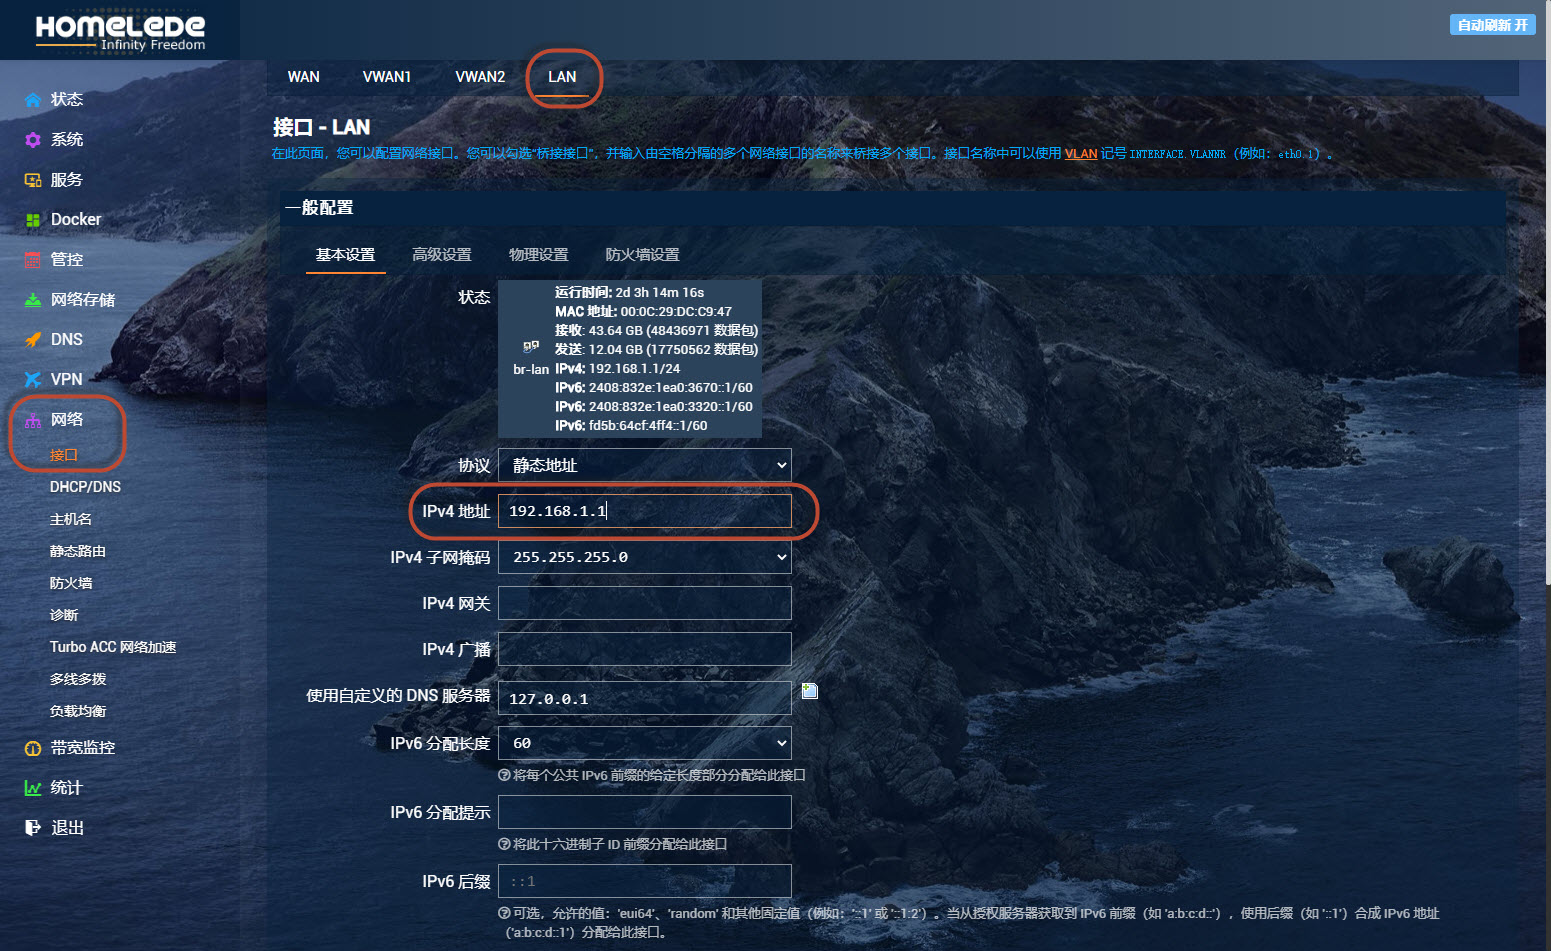 HOMELEDE
Infinity Freedom
自动刷新 开
WAN VWAN1 VWAN2 LAN
状态
系统
服务
Docker
管控
网络存储
DNS
VPN
网络
接口
DHCP/DNS
主机名
静态路由
防火墙
诊断
Turbo ACC 网络加速
多线多拨
负载均衡
带宽监控
统计
退出
接口 - LAN
在此页面，您可以配置网络接口。您可以勾选“桥接接口”，并输入由空格分隔的多个网络接口的名称来桥接多个接口。接口名称中可以使用 VLAN 记号 INTERFACE.VLANNR（例如：eth0.1）。
一般配置
基本设置 高级设置 物理设置 防火墙设置
状态
br-lan
运行时间: 2d 3h 14m 16s
MAC 地址: 00:0C:29:DC:C9:47
接收: 43.64 GB (48436971 数据包)
发送: 12.04 GB (17750562 数据包)
IPv4: 192.168.1.1/24
IPv6: 2408:832e:1ea0:3670::1/60
IPv6: 2408:832e:1ea0:3320::1/60
IPv6: fd5b:64cf:4ff4::1/60
协议 静态地址
IPv4 地址 192.168.1.1
IPv4 子网掩码 255.255.255.0
IPv4 网关
IPv4 广播
使用自定义的 DNS 服务器 127.0.0.1
IPv6 分配长度 60
将每个公共 IPv6 前缀的给定长度部分分配给此接口
IPv6 分配提示
将此十六进制子 ID 前缀分配给此接口
IPv6 后缀 ::1
可选，允许的值：'eui64'、'random' 和其他固定值（例如：'::1' 或 '::1:2'）。当从授权服务器获取到 IPv6 前缀（如 'a:b:c:d::'），使用后缀（如 '::1'）合成 IPv6 地址
（'a:b:c:d::1'）分配给此接口。